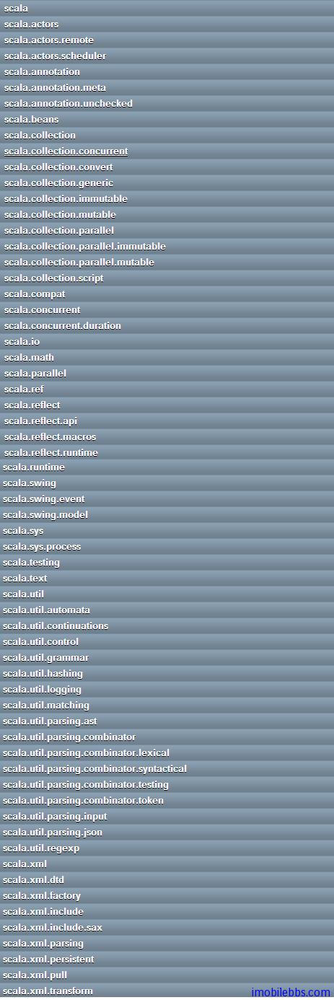 scala
scala.actors
scala.actors.remote
scala.actors.scheduler
scala.annotation
scala.annotation.meta
scala.annotation.unchecked
scala.beans
scala.collection
scala.collection.concurrent
scala.collection.convert
scala.collection.generic
scala.collection.immutable
scala.collection.mutable
scala.collection.parallel
scala.collection.parallel.immutable
scala.collection.parallel.mutable
scala.collection.script
scala.compat
scala.concurrent
scala.concurrent.duration
scala.io
scala.math
scala.parallel
scala.ref
scala.reflect
scala.reflect.api
scala.reflect.macros
scala.reflect.runtime
scala.runtime
scala.swing
scala.swing.event
scala.swing.model
scala.sys
scala.sys.process
scala.testing
scala.text
scala.util
scala.util.automata
scala.util.continuations
scala.util.control
scala.util.grammar
scala.util.hashing
scala.util.logging
scala.util.matching
scala.util.parsing.ast
scala.util.parsing.combinator
scala.util.parsing.combinator.lexical
scala.util.parsing.combinator.syntactical
scala.util.parsing.combinator.testing
scala.util.parsing.combinator.token
scala.util.parsing.input
scala.util.parsing.json
scala.util.regexp
scala.xml
scala.xml.dtd
scala.xml.factory
scala.xml.include
scala.xml.include.sax
scala.xml.parsing
scala.xml.persistent
scala.xml.pull
scala.xml.transform
imobilebbs.com